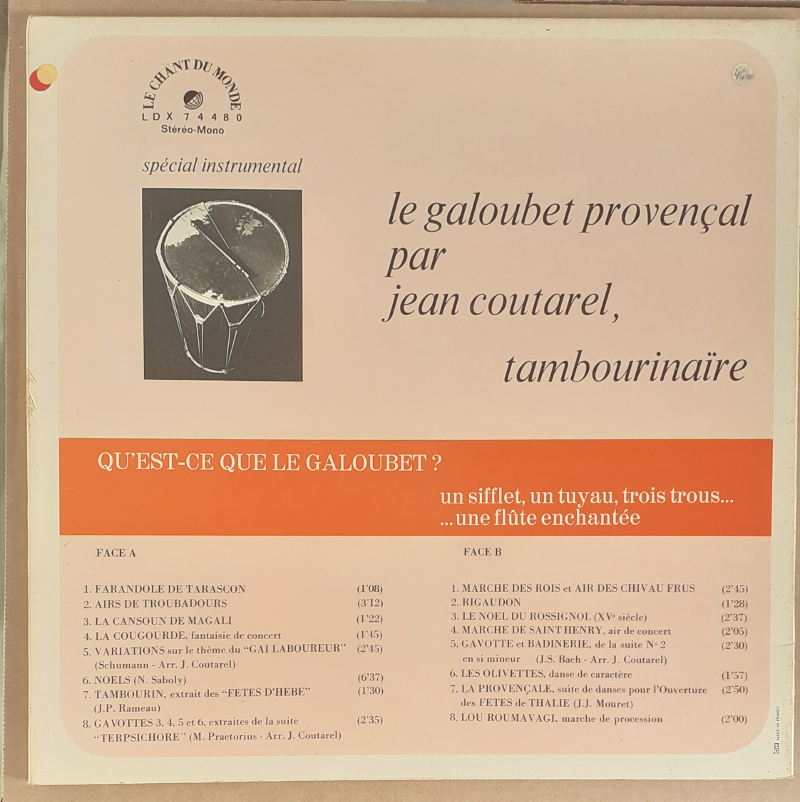 LE CHANT DU MONDE
LDX 74480
Stéréo-Mono
spécial instrumental
le galoubet provençal
par
jean coutarel,
tambourinaïre
QU'EST-CE QUE LE GALOUBET ?
un sifflet, un tuyau, trois trous...
...une flûte enchantée
FACE A
1. FARANDOLE DE TARASCON (1'08)
2. AIRS DE TROUBADOURS (3'12)
3. LA CANSOUN DE MAGALI (1'22)
4. LA COUGOURDE, fantaisie de concert (1'45)
5. VARIATIONS sur le thème du "GAI LABOUREUR" (2'45)
(Schumann - Arr. J. Coutarel)
6. NOELS (N. Saboly) (6'37)
7. TAMBOURIN, extrait des "FETES D'HEBE" (1'30)
(J.P. Rameau)
8. GAVOTTES 3, 4, 5 et 6, extraites de la suite (2'35)
"TERPSICHORE" (M. Praetorius - Arr. J. Coutarel)
FACE B
1. MARCHE DES ROIS et AIR DES CHIVAU FRUS (2'45)
2. RIGAUDON (1'28)
3. LE NOEL DU ROSSIGNOL (XVe siècle) (2'37)
4. MARCHE DE SAINT HENRY, air de concert (2'05)
5. GAVOTTE et BADINERIE, de la suite No 2 (2'30)
en si mineur (J.S. Bach - Arr. J. Coutarel)
6. LES OLIVETTES, danse de caractère (1'57)
7. LA PROVENÇALE, suite de danses pour l'Ouverture (2'50)
des FETES de THALIE (J.J. Mouret)
8. LOU ROUMAVAGI, marche de procession (2'00)
MADE IN FRANCE